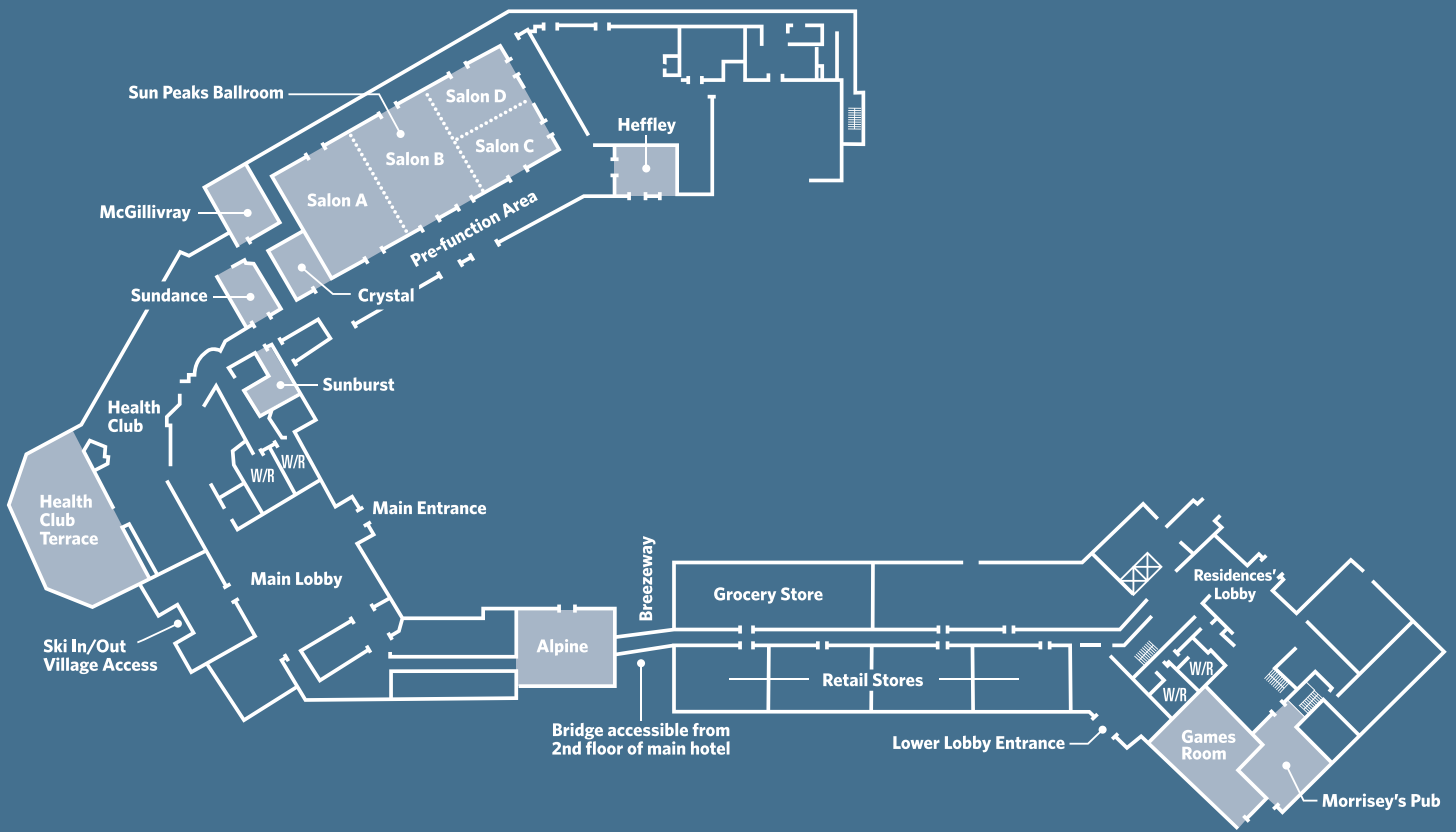 Sun Peaks Ballroom
Salon D
Salon B
Salon C
Heffley
Salon A
McGillivray
Pre-function Area
Sundance
Crystal
Sunburst
Health
Club
W/R
W/R
Health
Club
Terrace
Main Entrance
Main Lobby
Breezeway
Grocery Store
Residences'
Lobby
Ski In/Out
Village Access
Alpine
Retail Stores
W/R
W/R
Bridge accessible from
2nd floor of main hotel
Lower Lobby Entrance
Games
Room
Morrisey's Pub